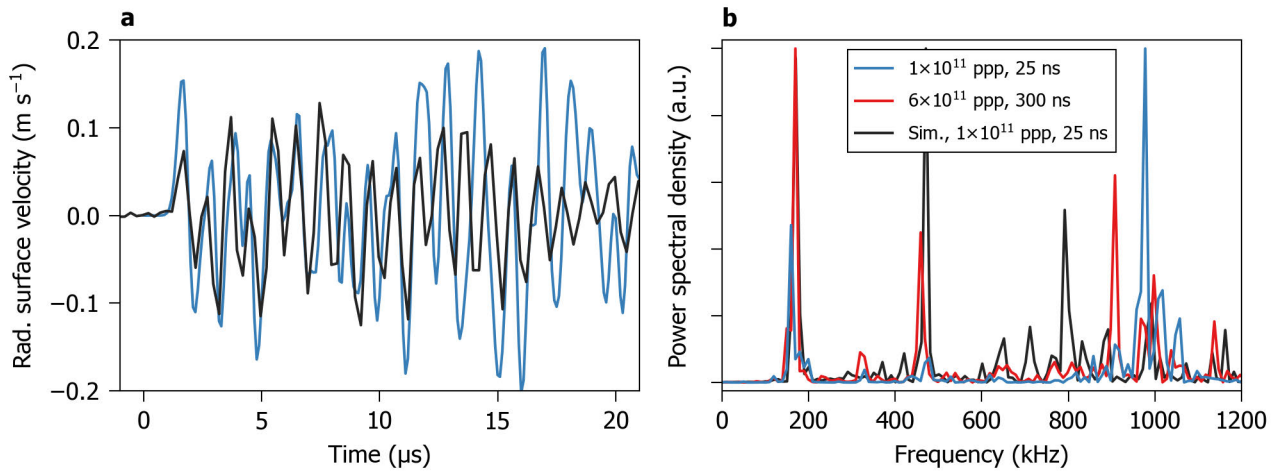 a
Rad. surface velocity (m s⁻¹)
0.2
0.1
0.0
−0.1
−0.2
0 5 10 15 20
Time (µs)
b
Power spectral density (a.u.)
1×10¹¹ ppp, 25 ns
6×10¹¹ ppp, 300 ns
Sim., 1×10¹¹ ppp, 25 ns
0 200 400 600 800 1000 1200
Frequency (kHz)